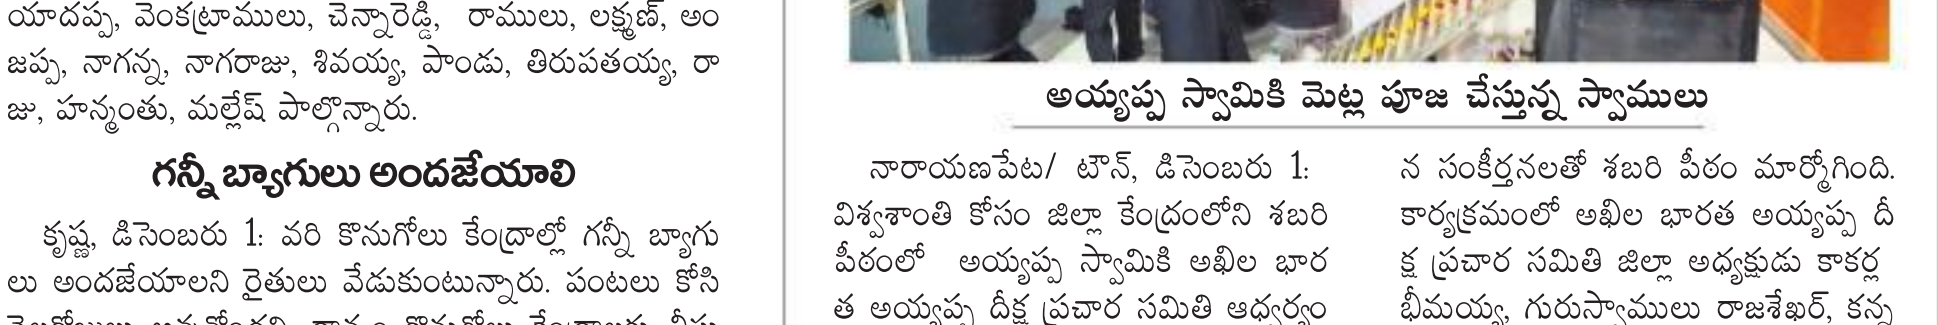 యాదప్ప, వెంకట్రాములు, చెన్నారెడ్డి, రాములు, లక్ష్మణ్, అం
జప్ప, నాగన్న, నాగరాజు, శివయ్య, పాండు, తిరుపతయ్య, రా
జు, హన్మంతు, మల్లేష్ పాల్గొన్నారు.
గన్నీ బ్యాగులు అందజేయాలి
కృష్ణ, డిసెంబరు 1: వరి కొనుగోలు కేంద్రాల్లో గన్నీ బ్యాగు
లు అందజేయాలని రైతులు వేడుకుంటున్నారు. పంటలు కోసి
అయ్యప్ప స్వామికి మెట్ల పూజ చేస్తున్న స్వాములు
నారాయణపేట/ టౌన్, డిసెంబరు 1:
విశ్వశాంతి కోసం జిల్లా కేంద్రంలోని శబరి
పీఠంలో అయ్యప్ప స్వామికి అఖిల భార
త అయ్యప్ప దీక్ష ప్రచార సమితి ఆధ్వర్యం
న సంకీర్తనలతో శబరి పీఠం మార్మోగింది.
కార్యక్రమంలో అఖిల భారత అయ్యప్ప దీ
క్ష ప్రచార సమితి జిల్లా అధ్యక్షుడు కాకర్ల
భీమయ్య, గురుస్వాములు రాజశేఖర్, కన్న